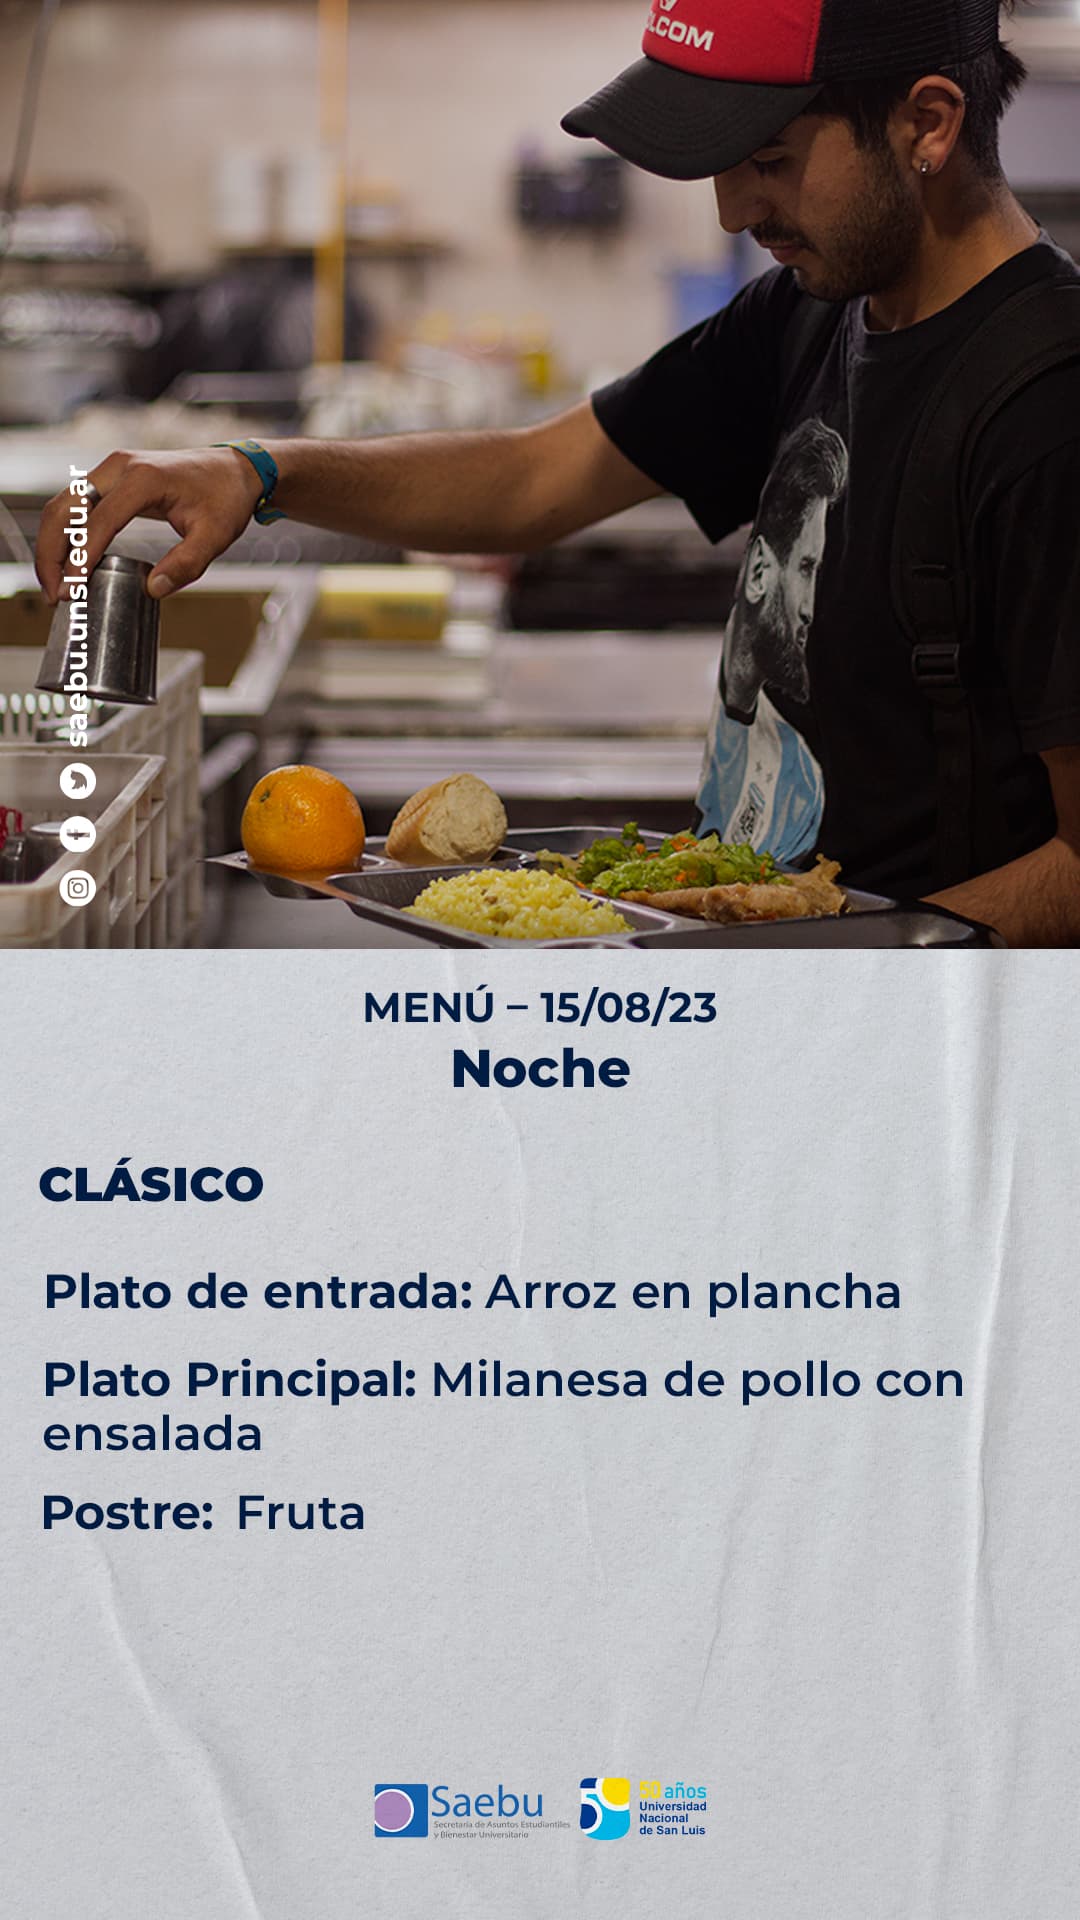 LCOM
saebu.unsl.edu.ar
MENÚ – 15/08/23
Noche
CLÁSICO
Plato de entrada: Arroz en plancha
Plato Principal: Milanesa de pollo con
ensalada
Postre: Fruta
Saebu
Secretaría de Asuntos Estudiantiles
y Bienestar Universitario
50 años
Universidad
Nacional
de San Luis